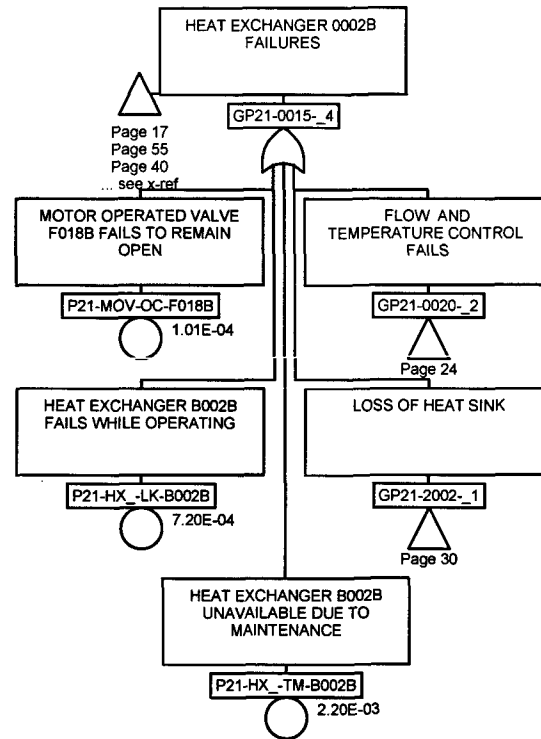 HEAT EXCHANGER 0002B
FAILURES
GP21-0015-_4
Page 17
Page 55
Page 40
... see x-ref
MOTOR OPERATED VALVE
F018B FAILS TO REMAIN
OPEN
P21-MOV-OC-F018B
1.01E-04
FLOW AND
TEMPERATURE CONTROL
FAILS
GP21-0020-_2
Page 24
HEAT EXCHANGER B002B
FAILS WHILE OPERATING
P21-HX_-LK-B002B
7.20E-04
LOSS OF HEAT SINK
GP21-2002-_1
Page 30
HEAT EXCHANGER B002B
UNAVAILABLE DUE TO
MAINTENANCE
P21-HX_-TM-B002B
2.20E-03